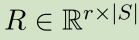 R ∈ ℝ^{r×|S|}